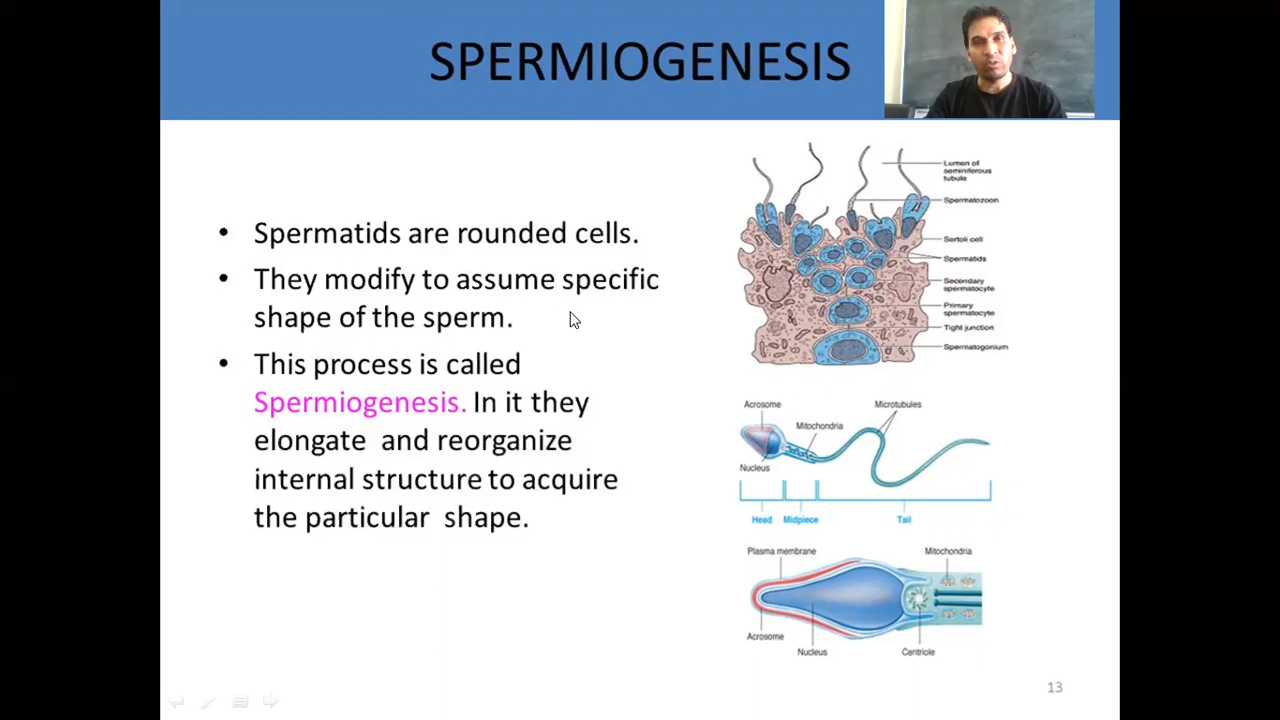 SPERMIOGENESIS
• Spermatids are rounded cells.
• They modify to assume specific
shape of the sperm.
• This process is called
Spermiogenesis. In it they
elongate and reorganize
internal structure to acquire
the particular shape.
Lumen of
seminiferous
tubule
Spermatozoon
Sertoli cell
Spermatids
Secondary
spermatocyte
Primary
spermatocyte
Tight junction
Spermatogonium
Acrosome
Microtubules
Mitochondria
Nucleus
Head
Midpiece
Tail
Plasma membrane
Mitochondria
Acrosome
Nucleus
Centriole
13